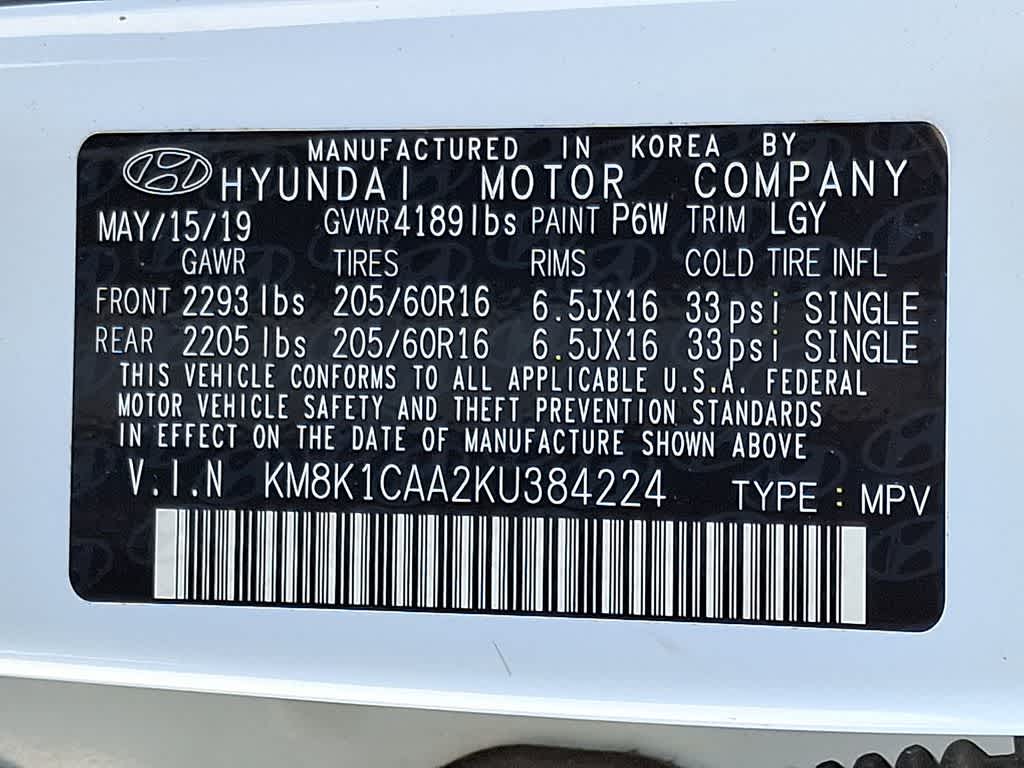 MANUFACTURED IN KOREA BY
HYUNDAI MOTOR COMPANY
MAY/15/19 GVWR 4189 lbs PAINT P6W TRIM LGY
GAWR TIRES RIMS COLD TIRE INFL
FRONT 2293 lbs 205/60R16 6.5JX16 33psi SINGLE
REAR 2205 lbs 205/60R16 6.5JX16 33psi SINGLE
THIS VEHICLE CONFORMS TO ALL APPLICABLE U.S.A. FEDERAL
MOTOR VEHICLE SAFETY AND THEFT PREVENTION STANDARDS
IN EFFECT ON THE DATE OF MANUFACTURE SHOWN ABOVE
V.I.N KM8K1CAA2KU384224 TYPE : MPV